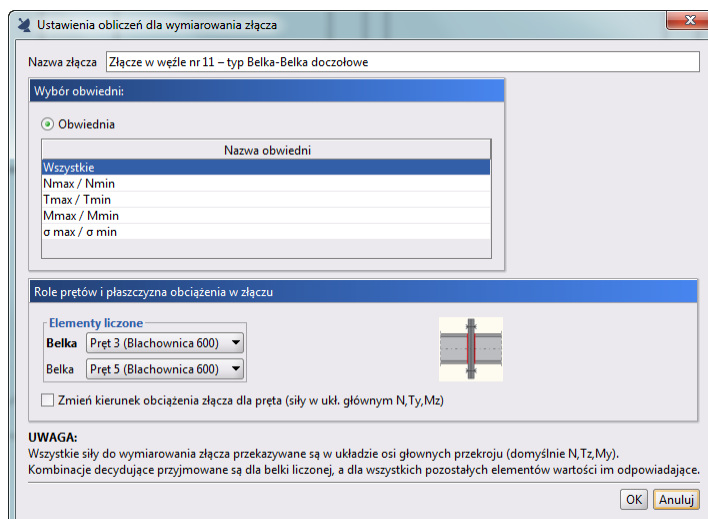 Ustawienia obliczeń dla wymiarowania złącza
Nazwa złącza Złącze w węźle nr 11 – typ Belka-Belka doczołowe
Wybór obwiedni:
Obwiednia
Nazwa obwiedni
Wszystkie
Nmax / Nmin
Tmax / Tmin
Mmax / Mmin
σ max / σ min
Role prętów i płaszczyzna obciążenia w złączu
Elementy liczone
Belka Pręt 3 (Blachownica 600)
Belka Pręt 5 (Blachownica 600)
Zmień kierunek obciążenia złącza dla pręta (siły w ukł. głównym N,Ty,Mz)
UWAGA:
Wszystkie siły do wymiarowania złącza przekazywane są w układzie osi głownych przekroju (domyślnie N,Tz,My).
Kombinacje decydujące przyjmowane są dla belki liczonej, a dla wszystkich pozostałych elementów wartości im odpowiadające.
OK Anuluj